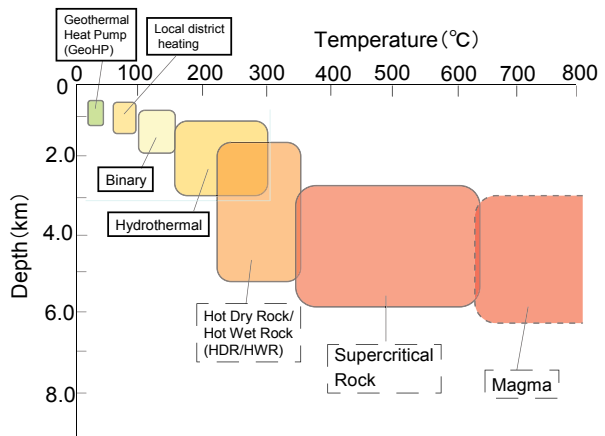 Geothermal
Heat Pump
(GeoHP)
Local district
heating
Temperature(℃)
0 100 200 300 400 500 600 700 800
0
2.0
4.0
6.0
8.0
Depth(km)
Binary
Hydrothermal
Hot Dry Rock/
Hot Wet Rock
(HDR/HWR)
Supercritical
Rock
Magma